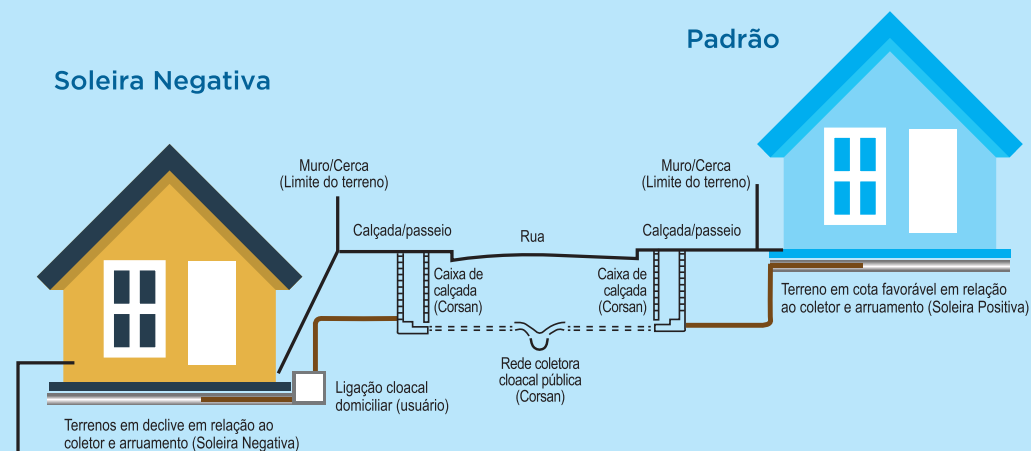 Padrão
Soleira Negativa
Muro/Cerca
(Limite do terreno)
Muro/Cerca
(Limite do terreno)
Calçada/passeio
Rua
Calçada/passeio
Caixa de
calçada
(Corsan)
Caixa de
calçada
(Corsan)
Terreno em cota favorável em relação
ao coletor e arruamento (Soleira Positiva)
Rede coletora
cloacal pública
(Corsan)
Ligação cloacal
domiciliar (usuário)
Terrenos em declive em relação ao
coletor e arruamento (Soleira Negativa)